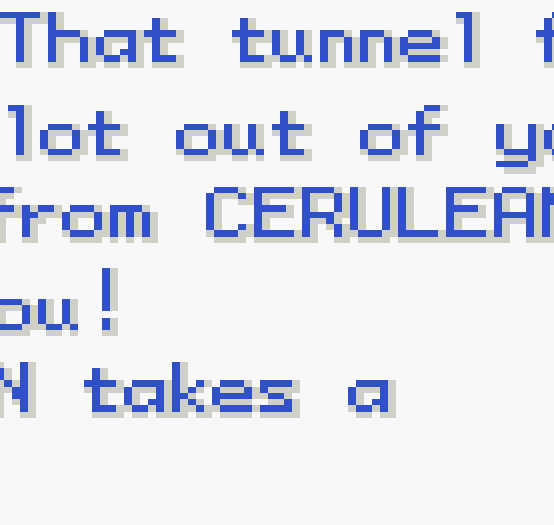 That tunnel f
lot out of yo
from CERULEAN
ou!
N takes a